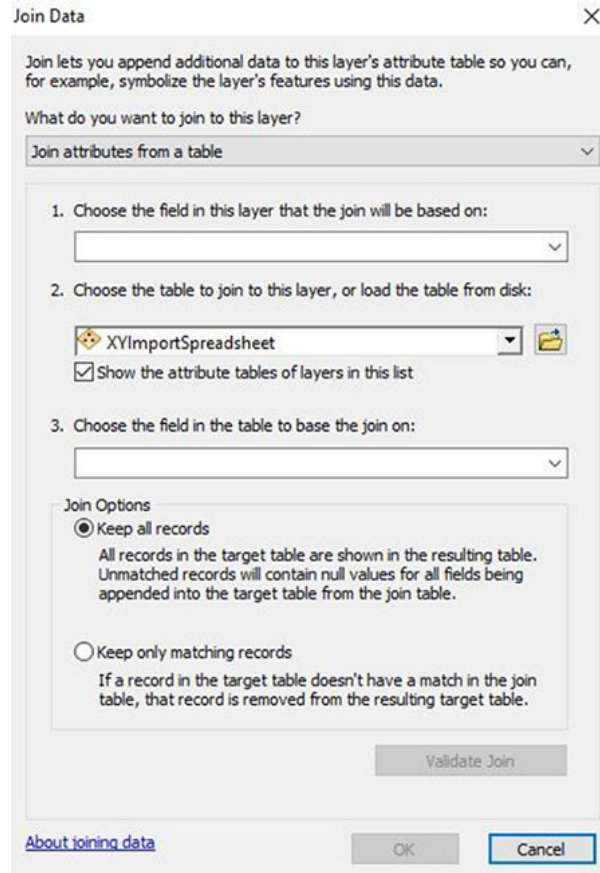 Join Data
Join lets you append additional data to this layer's attribute table so you can,
for example, symbolize the layer's features using this data.
What do you want to join to this layer?
Join attributes from a table
1. Choose the field in this layer that the join will be based on:
2. Choose the table to join to this layer, or load the table from disk:
XYImportSpreadsheet
Show the attribute tables of layers in this list
3. Choose the field in the table to base the join on:
Join Options
Keep all records
All records in the target table are shown in the resulting table.
Unmatched records will contain null values for all fields being
appended into the target table from the join table.
Keep only matching records
If a record in the target table doesn't have a match in the join
table, that record is removed from the resulting target table.
Validate Join
About joining data
OK
Cancel